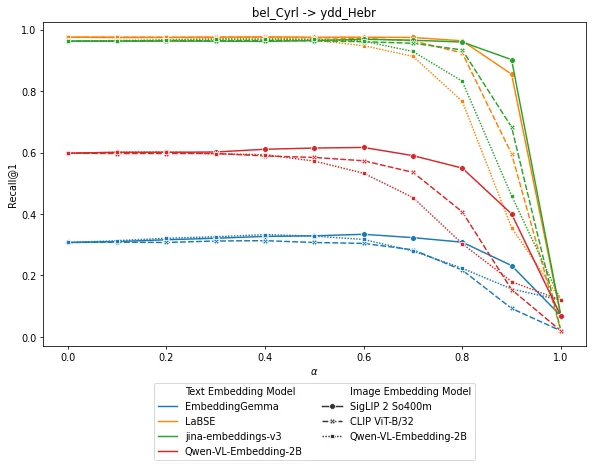 bel_Cyrl -> ydd_Hebr
1.0
0.8
0.6
0.4
0.2
0.0
Recall@1
0.0 0.2 0.4 0.6 0.8 1.0
α
Text Embedding Model Image Embedding Model
EmbeddingGemma SigLIP 2 So400m
LaBSE CLIP ViT-B/32
jina-embeddings-v3 Qwen-VL-Embedding-2B
Qwen-VL-Embedding-2B